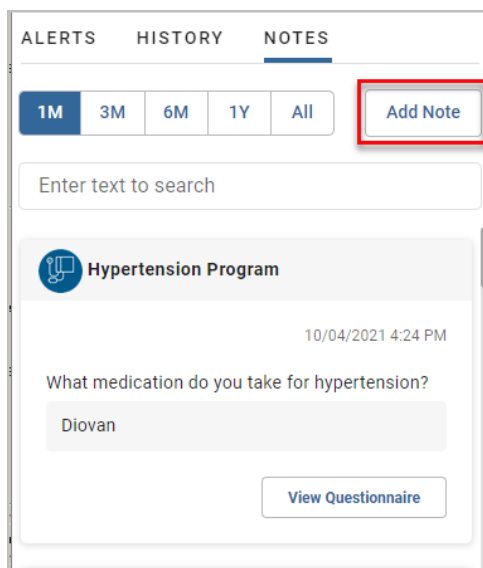 ALERTS HISTORY NOTES
1M 3M 6M 1Y All Add Note
Enter text to search
Hypertension Program
10/04/2021 4:24 PM
What medication do you take for hypertension?
Diovan
View Questionnaire